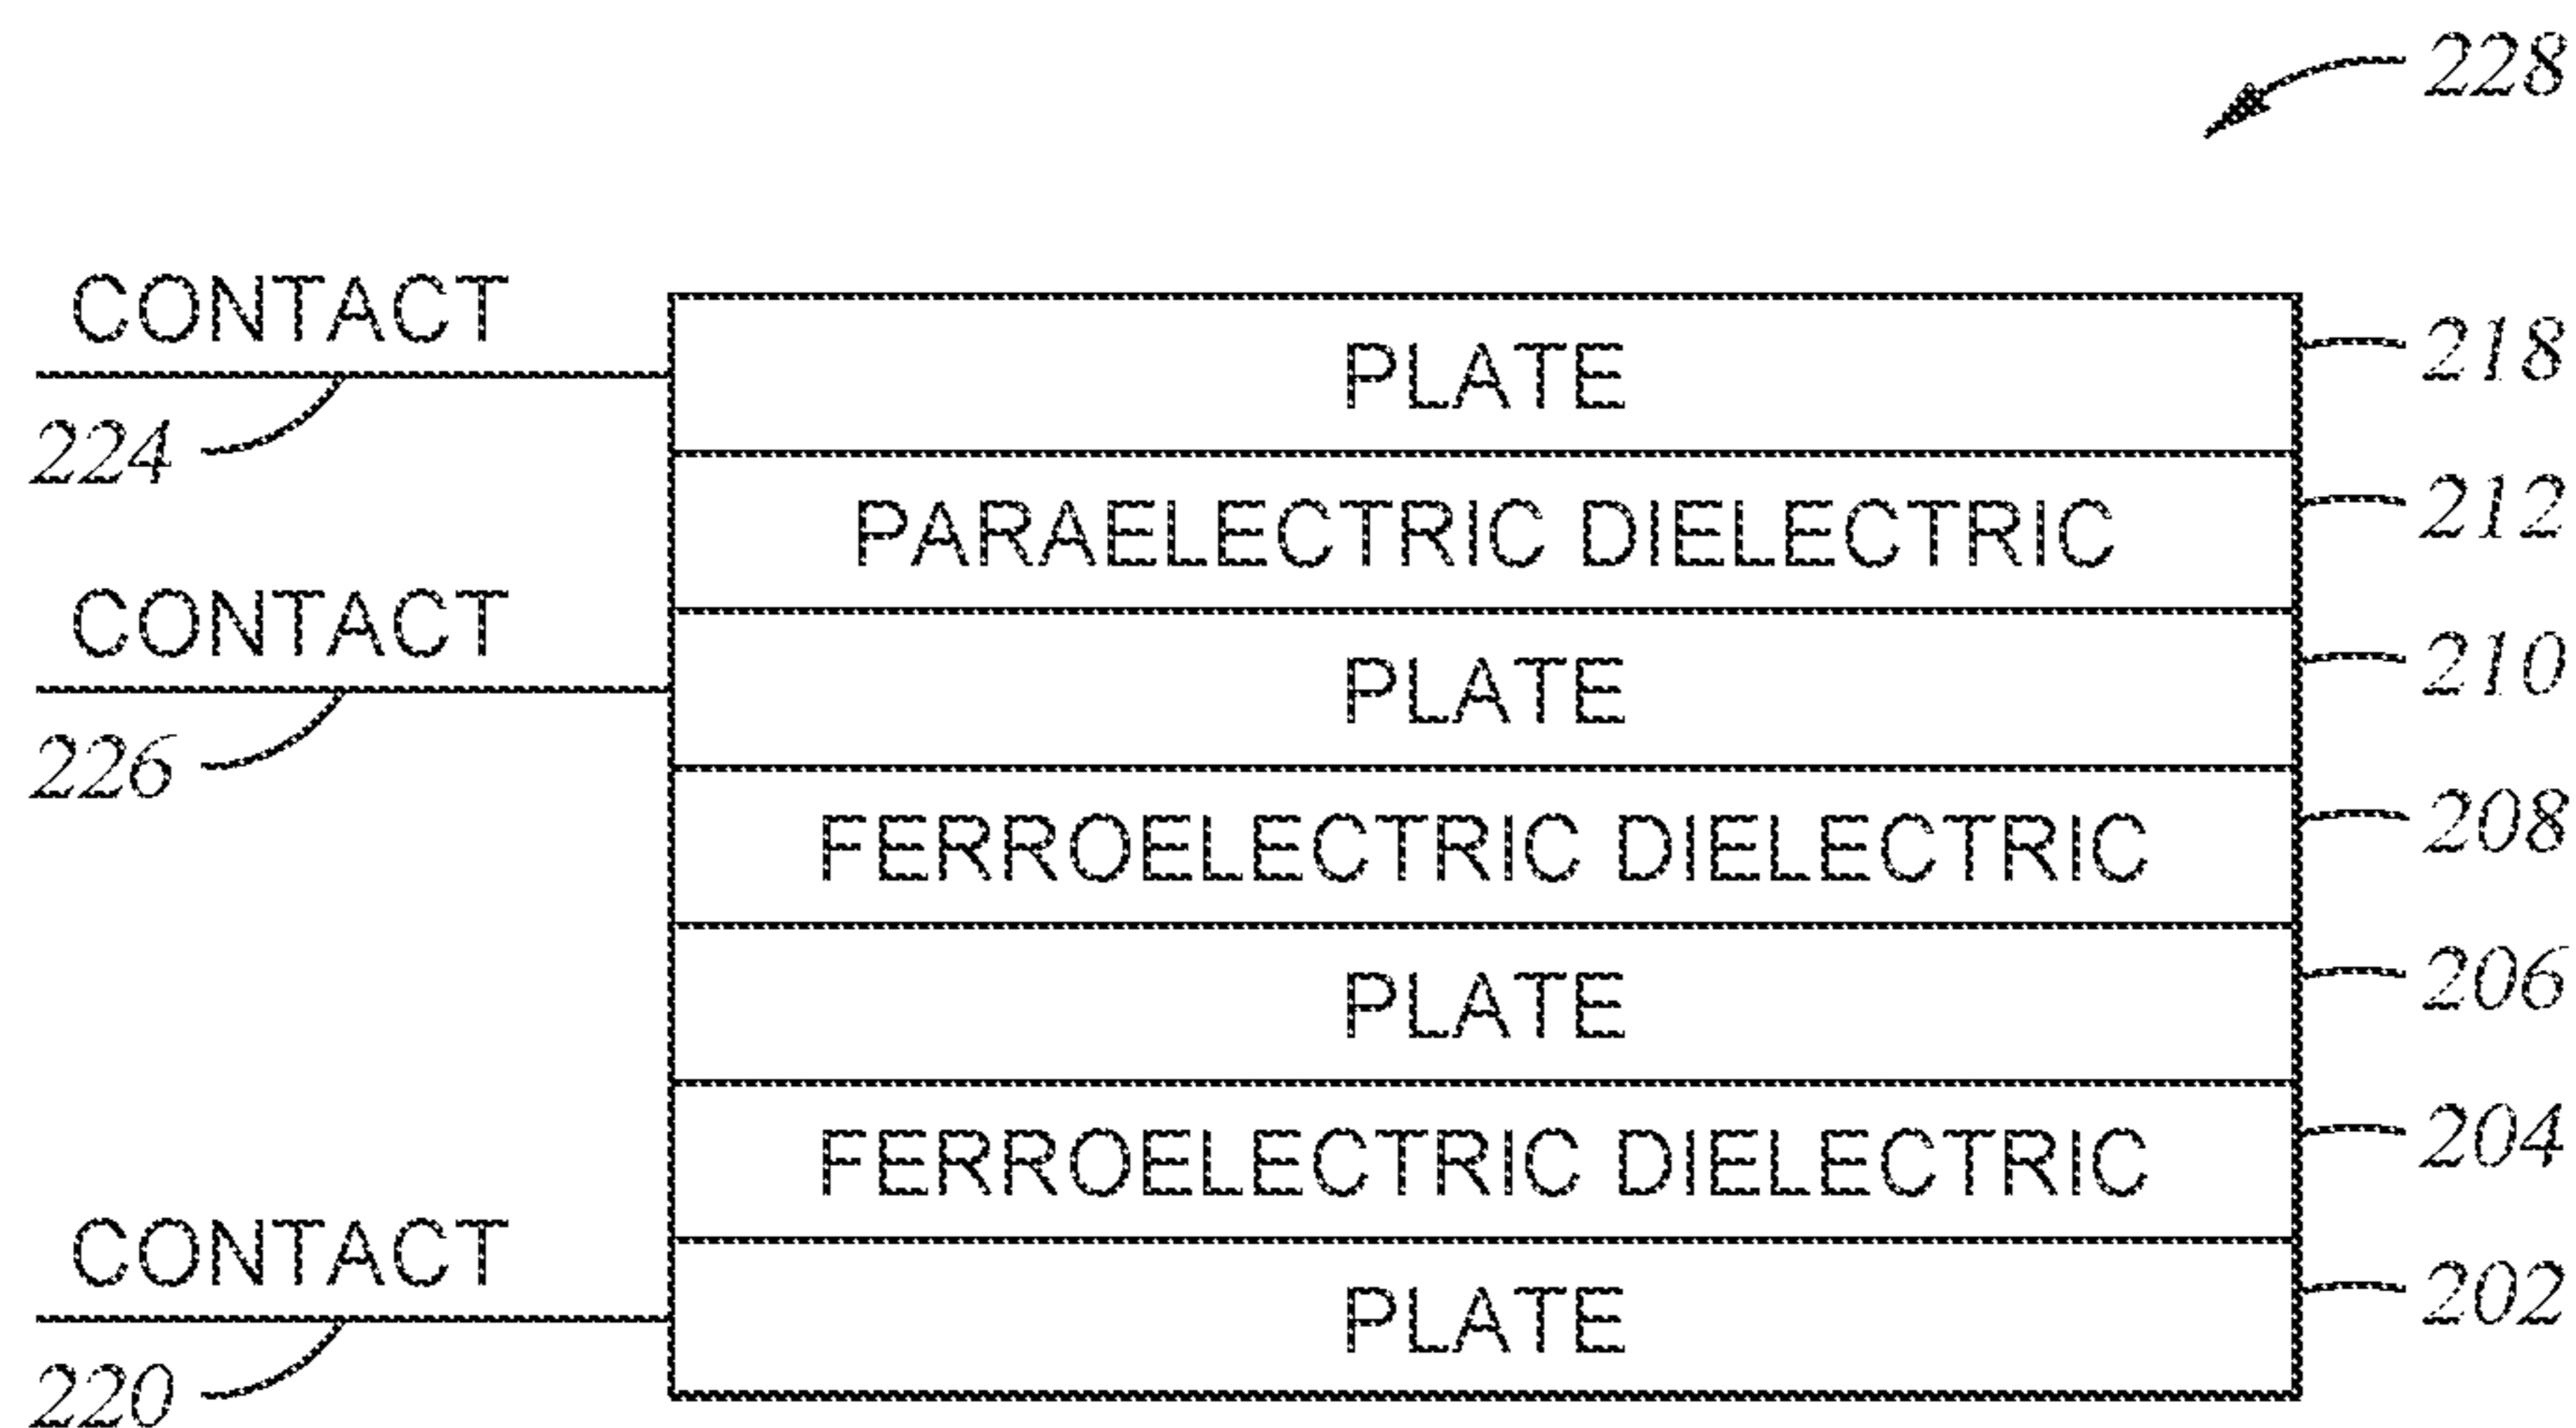 228
CONTACT
PLATE
218
224
PARAELECTRIC DIELECTRIC
212
CONTACT
PLATE
210
226
FERROELECTRIC DIELECTRIC
208
PLATE
206
FERROELECTRIC DIELECTRIC
204
CONTACT
PLATE
202
220